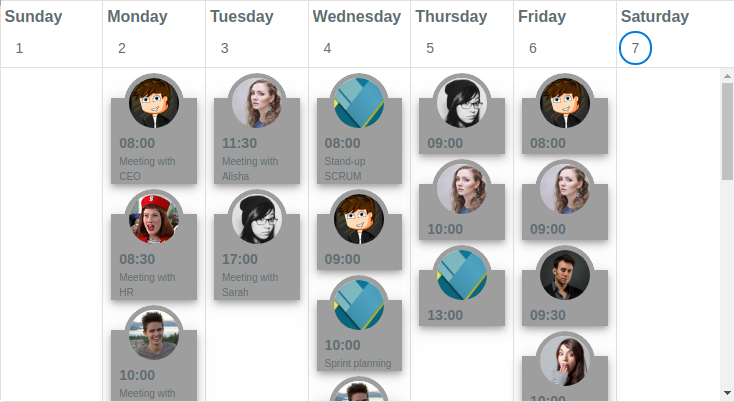 Sunday Monday Tuesday Wednesday Thursday Friday Saturday
1 2 3 4 5 6 7
08:00
Meeting with
CEO
08:30
Meeting with
HR
10:00
Meeting with
11:30
Meeting with
Alisha
17:00
Meeting with
Sarah
08:00
Stand-up
SCRUM
09:00
10:00
Sprint planning
09:00
10:00
13:00
08:00
09:00
09:30
10:00